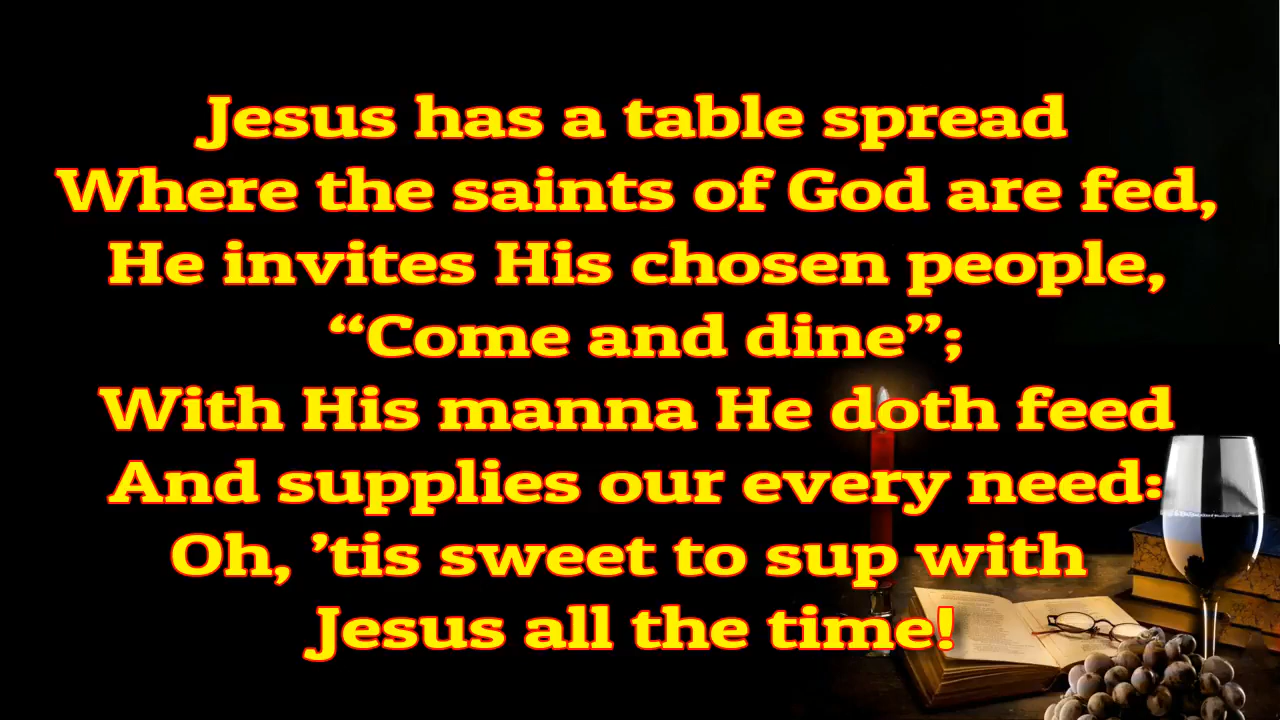 Jesus has a table spread
Where the saints of God are fed,
He invites His chosen people,
“Come and dine”;
With His manna He doth feed
And supplies our every need:
Oh, ’tis sweet to sup with
Jesus all the time!